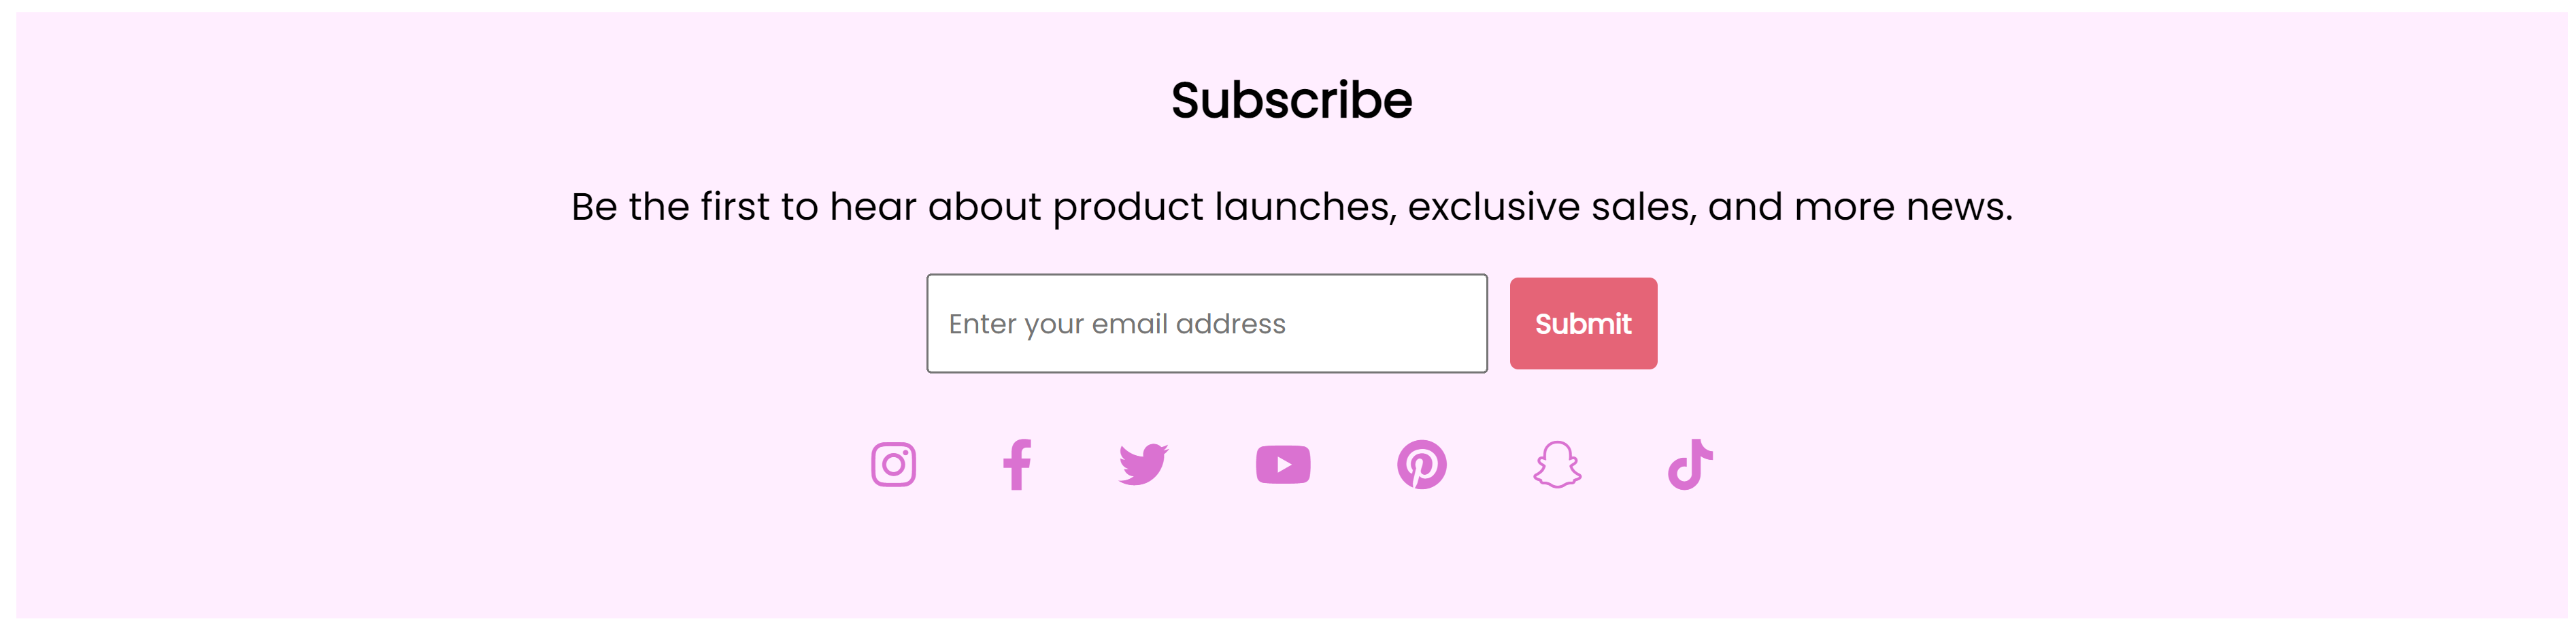 Subscribe
Be the first to hear about product launches, exclusive sales, and more news.
Enter your email address
Submit